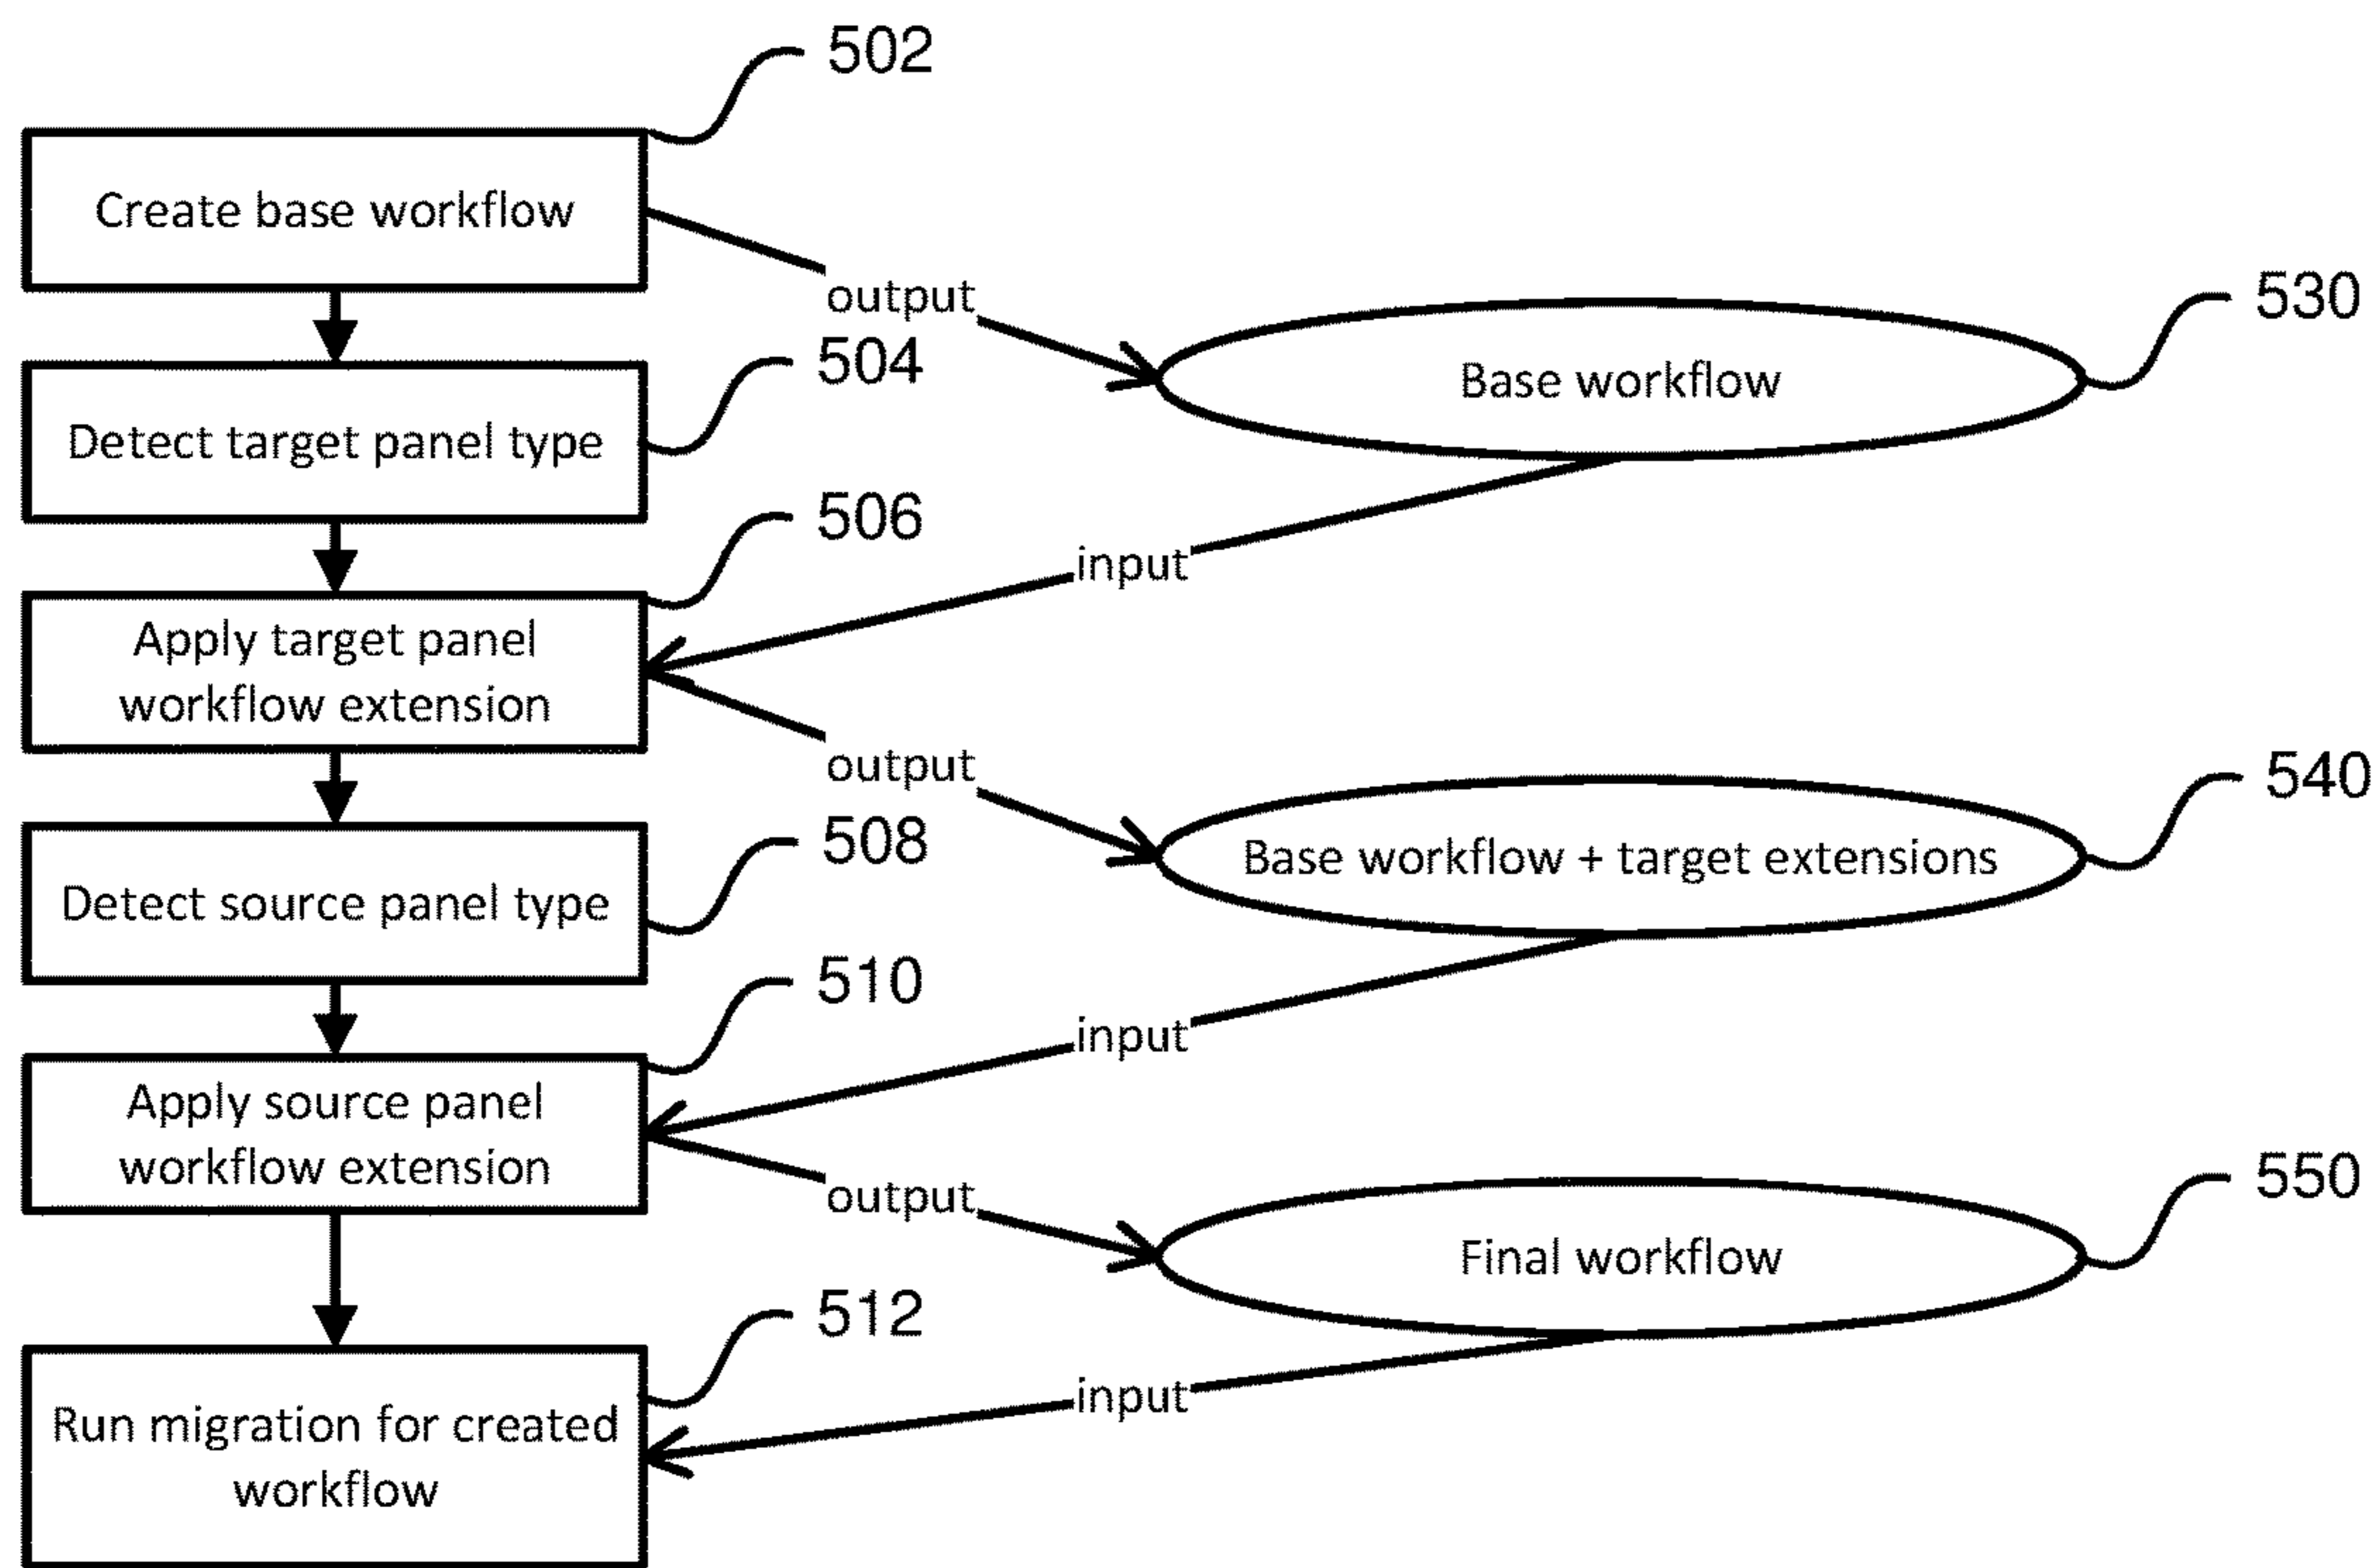 502
Create base workflow
output
530
Base workflow
504
Detect target panel type
506
input
Apply target panel
workflow extension
output
540
Base workflow + target extensions
508
Detect source panel type
510
input
Apply source panel
workflow extension
output
550
Final workflow
512
input
Run migration for created
workflow